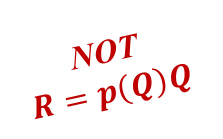 NOT
R = p(Q)Q